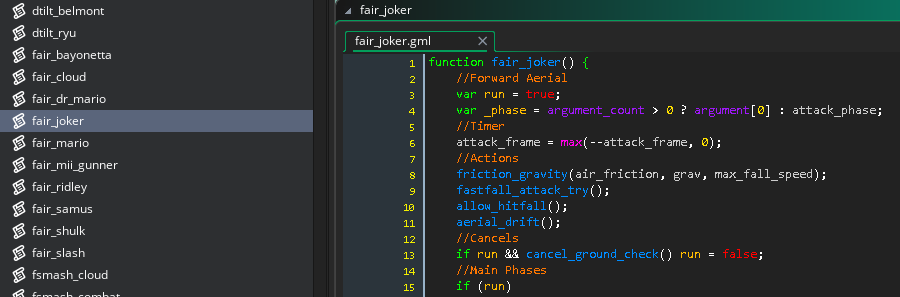 dtilt_belmont
dtilt_ryu
fair_bayonetta
fair_cloud
fair_dr_mario
fair_joker
fair_mario
fair_mii_gunner
fair_ridley
fair_samus
fair_shulk
fair_slash
fsmash_cloud
fsmash_combat
fair_joker
fair_joker.gml
1 function fair_joker() {
2 //Forward Aerial
3 var run = true;
4 var _phase = argument_count > 0 ? argument[0] : attack_phase;
5 //Timer
6 attack_frame = max(--attack_frame, 0);
7 //Actions
8 friction_gravity(air_friction, grav, max_fall_speed);
9 fastfall_attack_try();
10 allow_hitfall();
11 aerial_drift();
12 //Cancels
13 if run && cancel_ground_check() run = false;
14 //Main Phases
15 if (run)